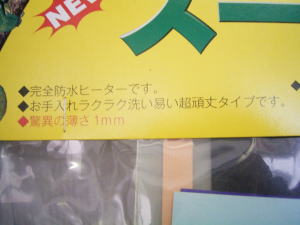 NEW
◆完全防水ヒーターです。
◆お手入れラクラク洗い易い超頑丈タイプです。
◆驚異の薄さ1mm